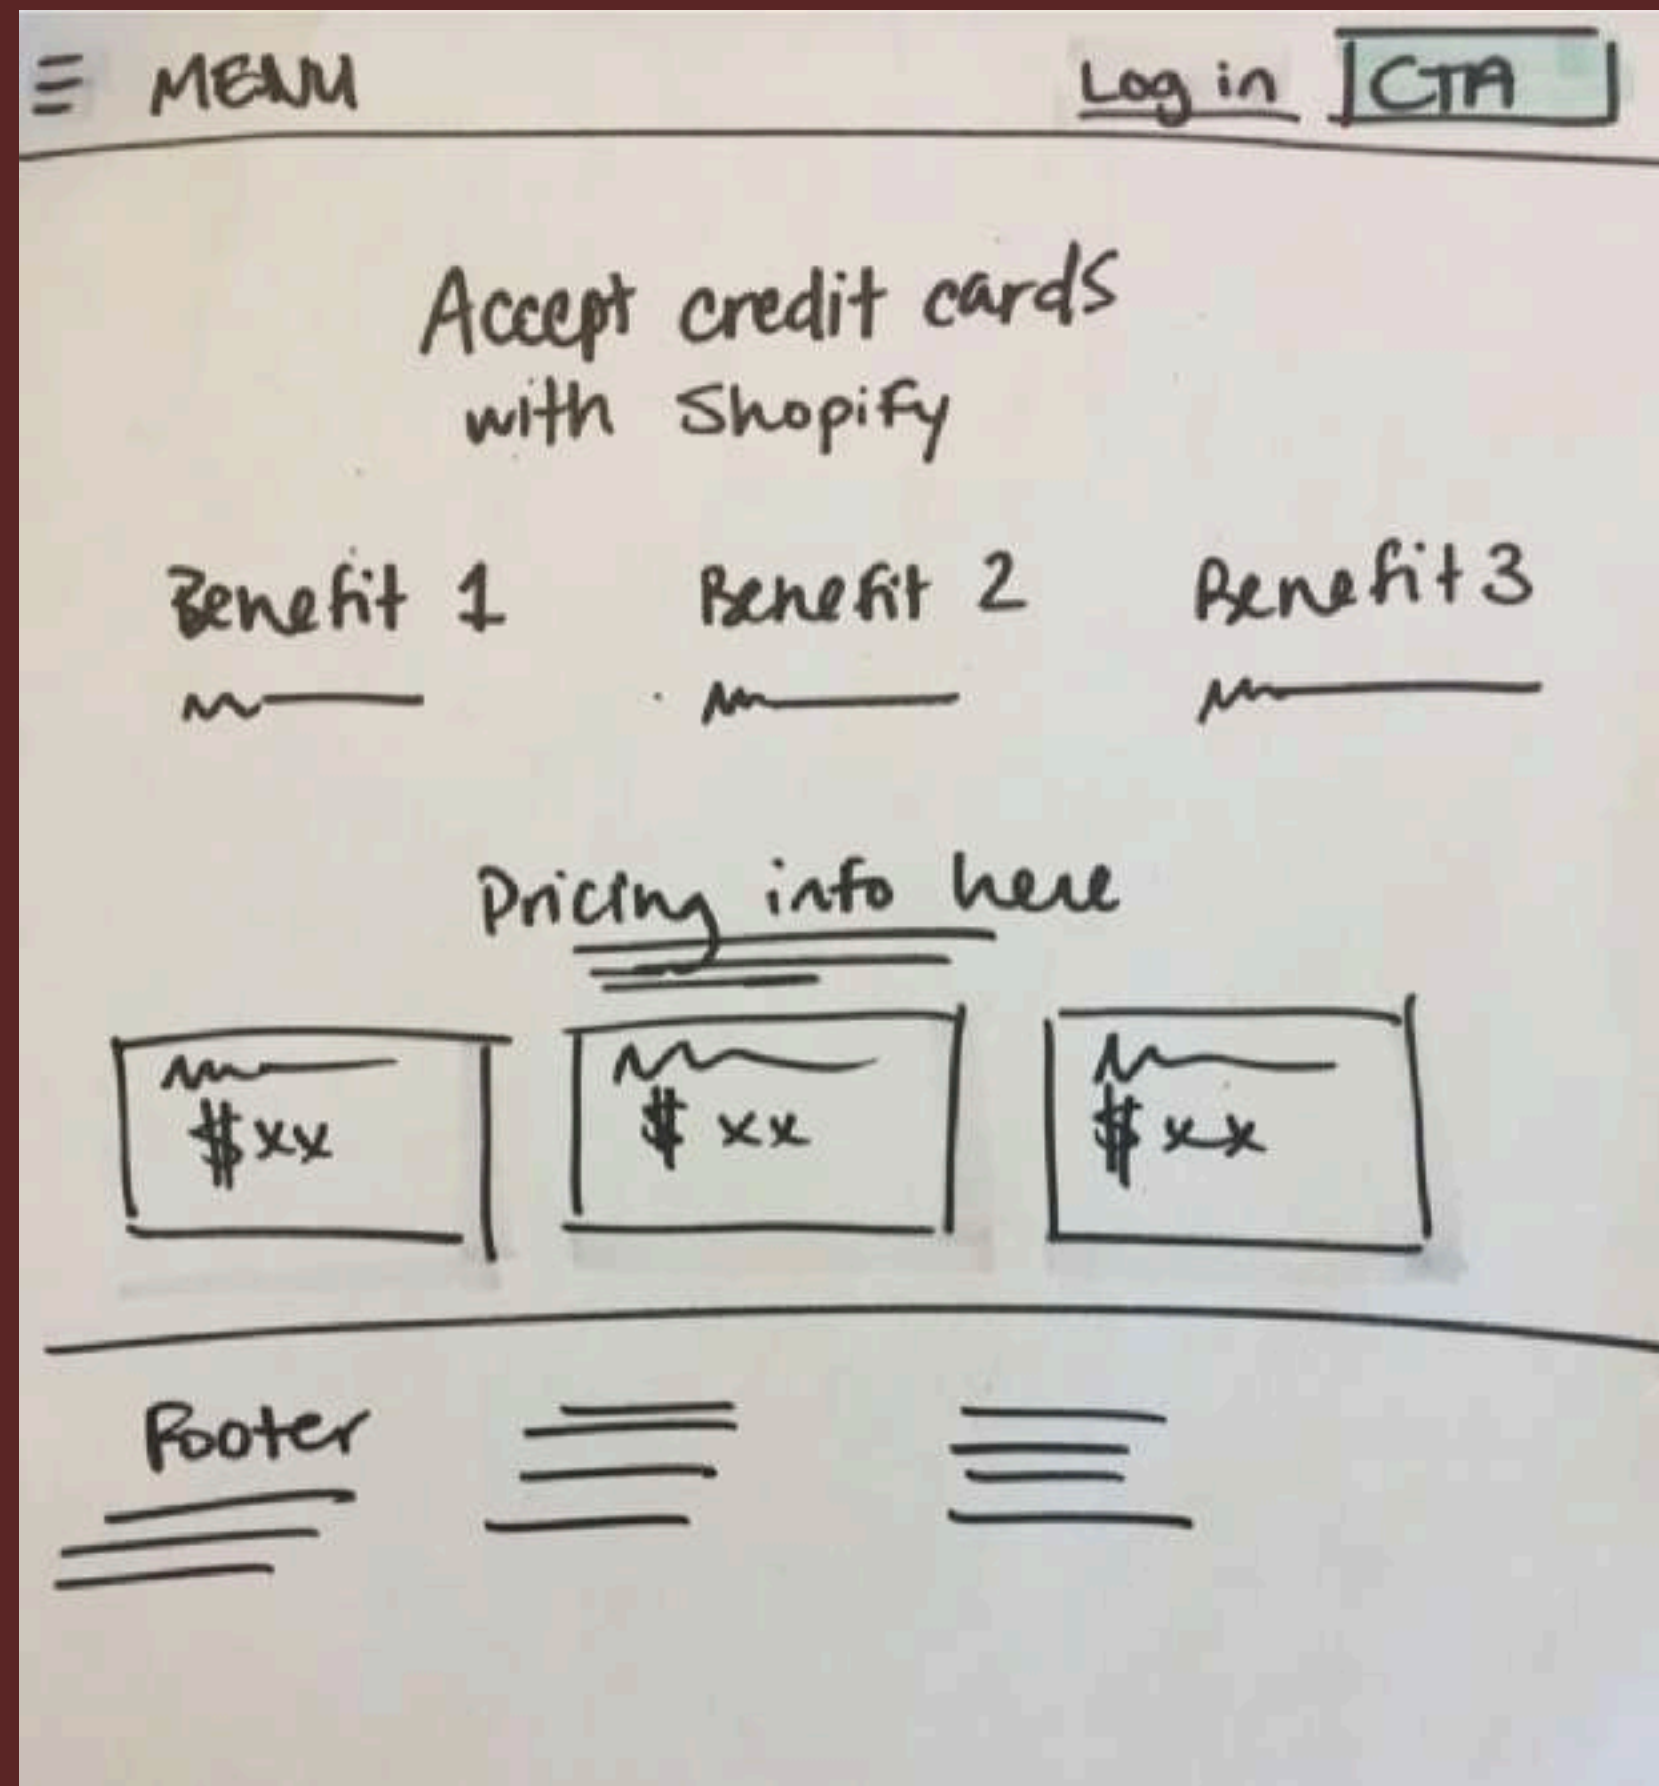 MENU Log in CTA
Accept credit cards
with Shopify
Benefit 1 Benefit 2 Benefit 3
Pricing info here
$xx $xx $xx
Footer